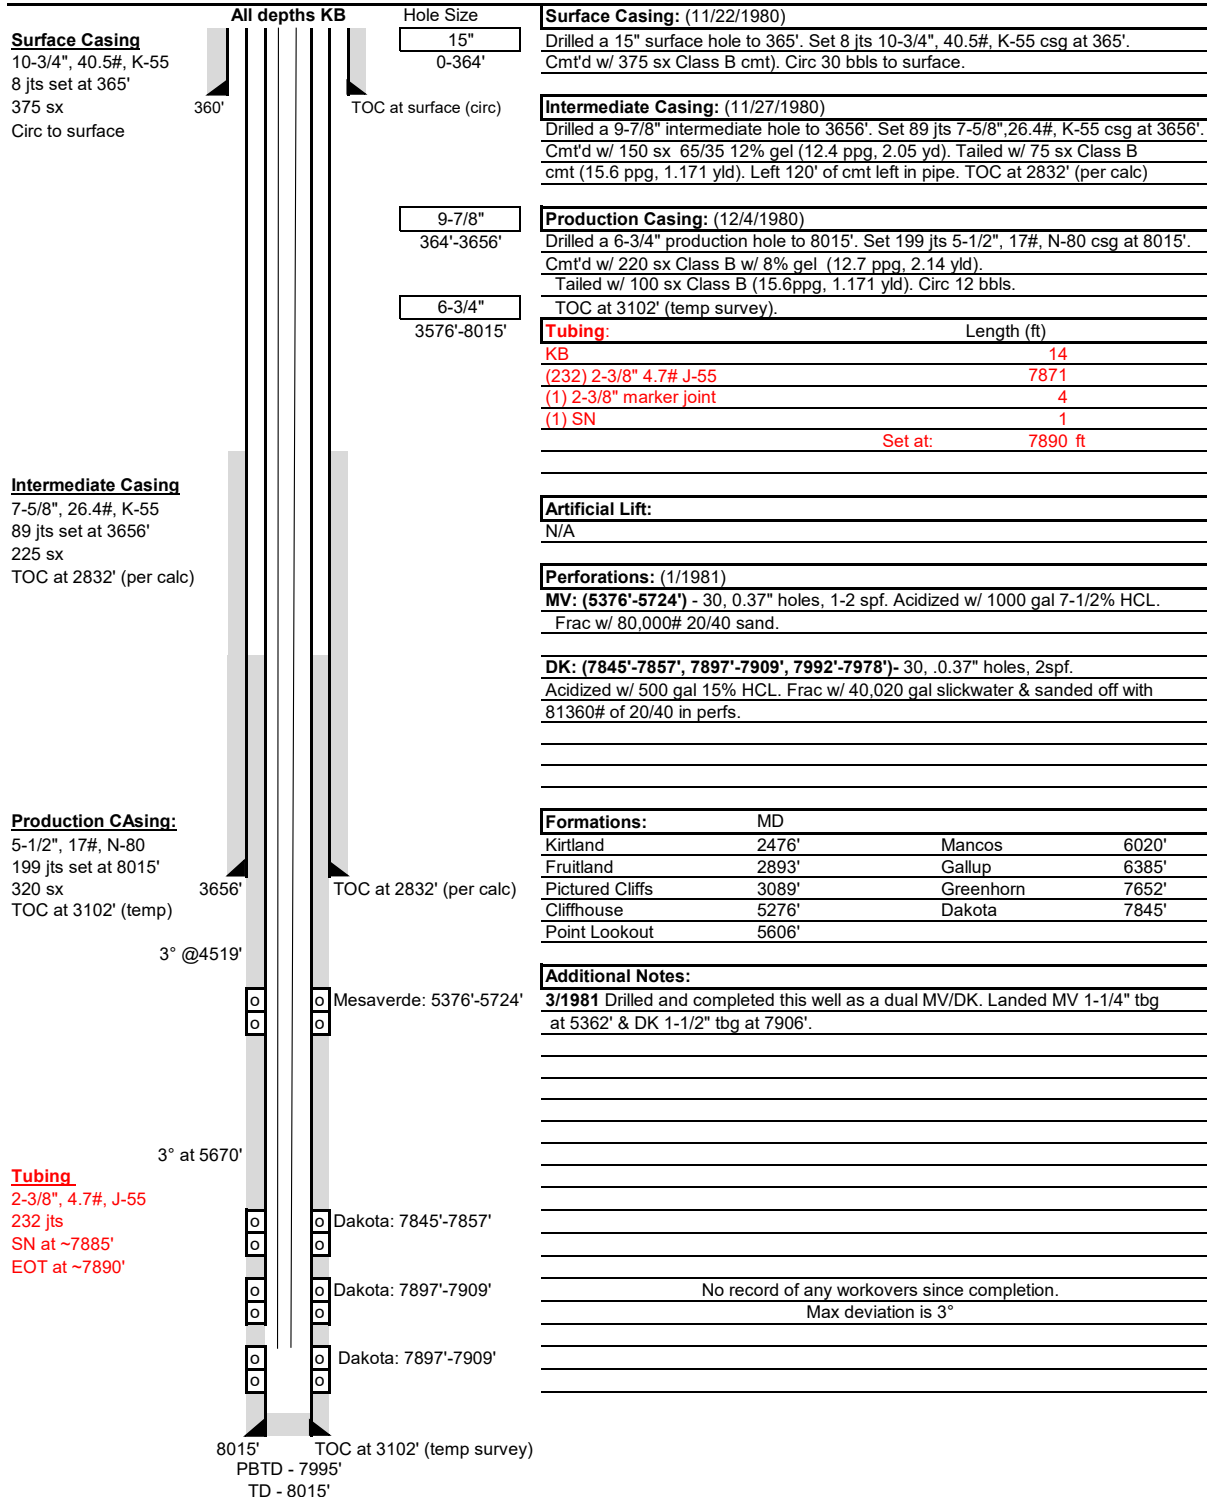 All depths KB
Hole Size
Surface Casing
10-3/4", 40.5#, K-55
8 jts set at 365'
375 sx
Circ to surface
360'
TOC at surface (circ)
15"
0-364'
9-7/8"
364'-3656'
6-3/4"
3576'-8015'
Intermediate Casing
7-5/8", 26.4#, K-55
89 jts set at 3656'
225 sx
TOC at 2832' (per calc)
Production CAsing:
5-1/2", 17#, N-80
199 jts set at 8015'
320 sx
TOC at 3102' (temp)
3656'
TOC at 2832' (per calc)
3° @4519'
o o Mesaverde: 5376'-5724'
o o
3° at 5670'
Tubing
2-3/8", 4.7#, J-55
232 jts
SN at ~7885'
EOT at ~7890'
o o Dakota: 7845'-7857'
o o
o o Dakota: 7897'-7909'
o o
o o Dakota: 7897'-7909'
o o
8015'
TOC at 3102' (temp survey)
PBTD - 7995'
TD - 8015'
Surface Casing: (11/22/1980)
Drilled a 15" surface hole to 365'. Set 8 jts 10-3/4", 40.5#, K-55 csg at 365'.
Cmt'd w/ 375 sx Class B cmt). Circ 30 bbls to surface.
Intermediate Casing: (11/27/1980)
Drilled a 9-7/8" intermediate hole to 3656'. Set 89 jts 7-5/8",26.4#, K-55 csg at 3656'.
Cmt'd w/ 150 sx 65/35 12% gel (12.4 ppg, 2.05 yd). Tailed w/ 75 sx Class B
cmt (15.6 ppg, 1.171 yld). Left 120' of cmt left in pipe. TOC at 2832' (per calc)
Production Casing: (12/4/1980)
Drilled a 6-3/4" production hole to 8015'. Set 199 jts 5-1/2", 17#, N-80 csg at 8015'.
Cmt'd w/ 220 sx Class B w/ 8% gel (12.7 ppg, 2.14 yld).
Tailed w/ 100 sx Class B (15.6ppg, 1.171 yld). Circ 12 bbls.
TOC at 3102' (temp survey).
Tubing: Length (ft)
KB 14
(232) 2-3/8" 4.7# J-55 7871
(1) 2-3/8" marker joint 4
(1) SN 1
Set at: 7890 ft
Artificial Lift:
N/A
Perforations: (1/1981)
MV: (5376'-5724') - 30, 0.37" holes, 1-2 spf. Acidized w/ 1000 gal 7-1/2% HCL.
Frac w/ 80,000# 20/40 sand.
DK: (7845'-7857', 7897'-7909', 7992'-7978')- 30, .0.37" holes, 2spf.
Acidized w/ 500 gal 15% HCL. Frac w/ 40,020 gal slickwater & sanded off with
81360# of 20/40 in perfs.
Formations: MD
Kirtland 2476' Mancos 6020'
Fruitland 2893' Gallup 6385'
Pictured Cliffs 3089' Greenhorn 7652'
Cliffhouse 5276' Dakota 7845'
Point Lookout 5606'
Additional Notes:
3/1981 Drilled and completed this well as a dual MV/DK. Landed MV 1-1/4" tbg
at 5362' & DK 1-1/2" tbg at 7906'.
No record of any workovers since completion.
Max deviation is 3°